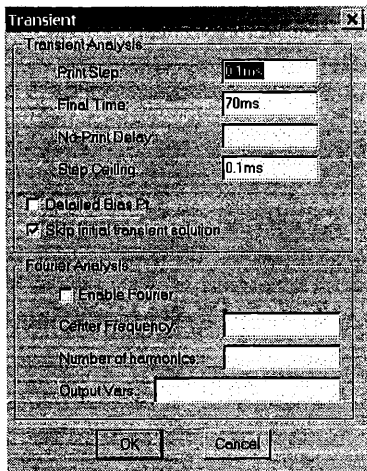 Transient
Transient Analysis
Print Step: 0.1ms
Final Time: 70ms
No-Print Delay:
Step Ceiling: 0.1ms
Detailed Bias Pt.
Skip initial transient solution
Fourier Analysis
Enable Fourier
Center Frequency:
Number of harmonics:
Output Vars.:
OK Cancel